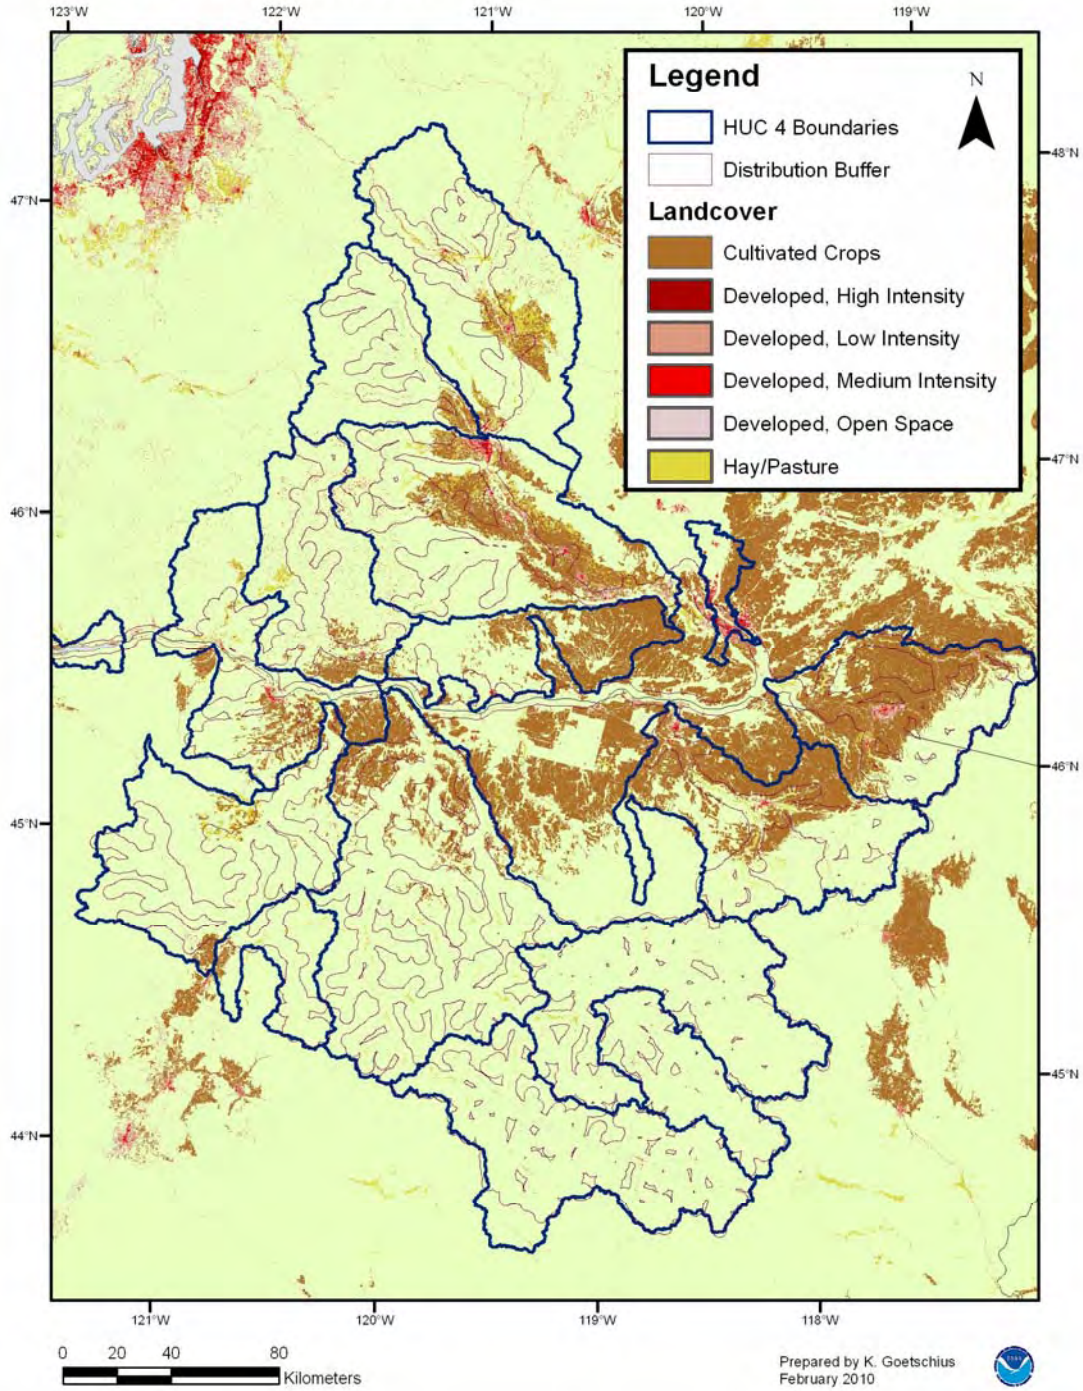 123°W 122°W 121°W 120°W 119°W
Legend
N
HUC 4 Boundaries
Distribution Buffer
Landcover
Cultivated Crops
Developed, High Intensity
Developed, Low Intensity
Developed, Medium Intensity
Developed, Open Space
Hay/Pasture
48°N
47°N
47°N
46°N
46°N
45°N
45°N
44°N
121°W 120°W 119°W 118°W
0 20 40 80
Kilometers
Prepared by K. Goetschius
February 2010